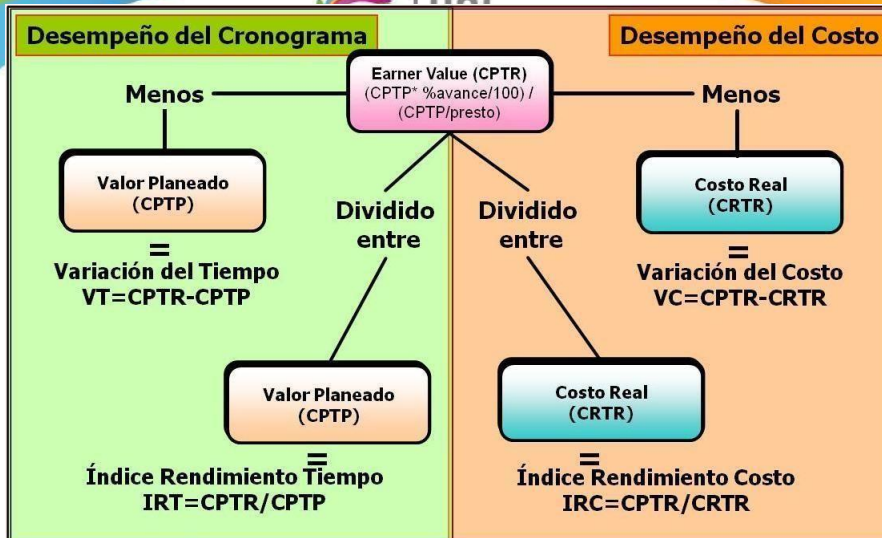 Desempeño del Cronograma
Desempeño del Costo
Earner Value (CPTR)
(CPTP* %avance/100) /
(CPTP/presto)
Menos
Menos
Valor Planeado
(CPTP)
Costo Real
(CRTR)
Dividido
entre
Dividido
entre
=
Variación del Tiempo
VT=CPTR-CPTP
=
Variación del Costo
VC=CPTR-CRTR
Valor Planeado
(CPTP)
Costo Real
(CRTR)
=
Índice Rendimiento Tiempo
IRT=CPTR/CPTP
=
Índice Rendimiento Costo
IRC=CPTR/CRTR